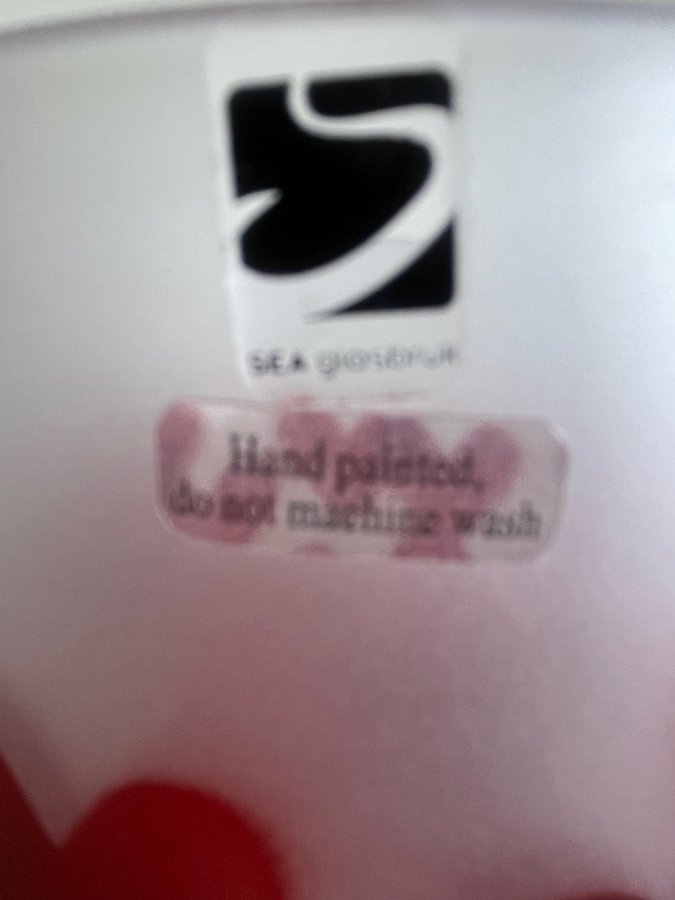 SEA glasbruk
Hand painted,
do not machine wash